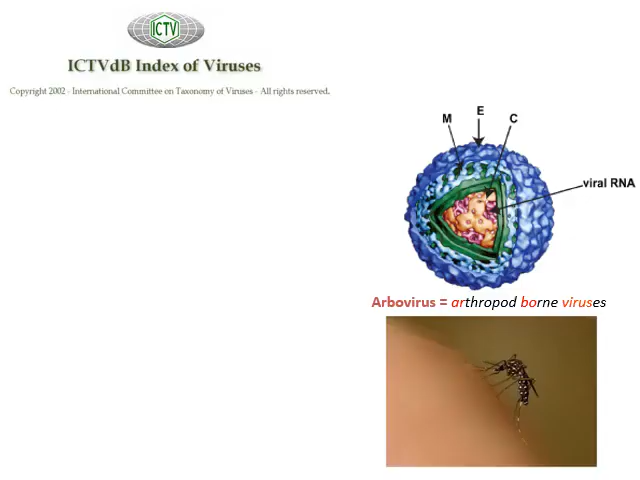 ICTV
ICTVdB Index of Viruses
Copyright 2002 - International Committee on Taxonomy of Viruses - All rights reserved.
M E C
viral RNA
Arbovirus = arthropod borne viruses